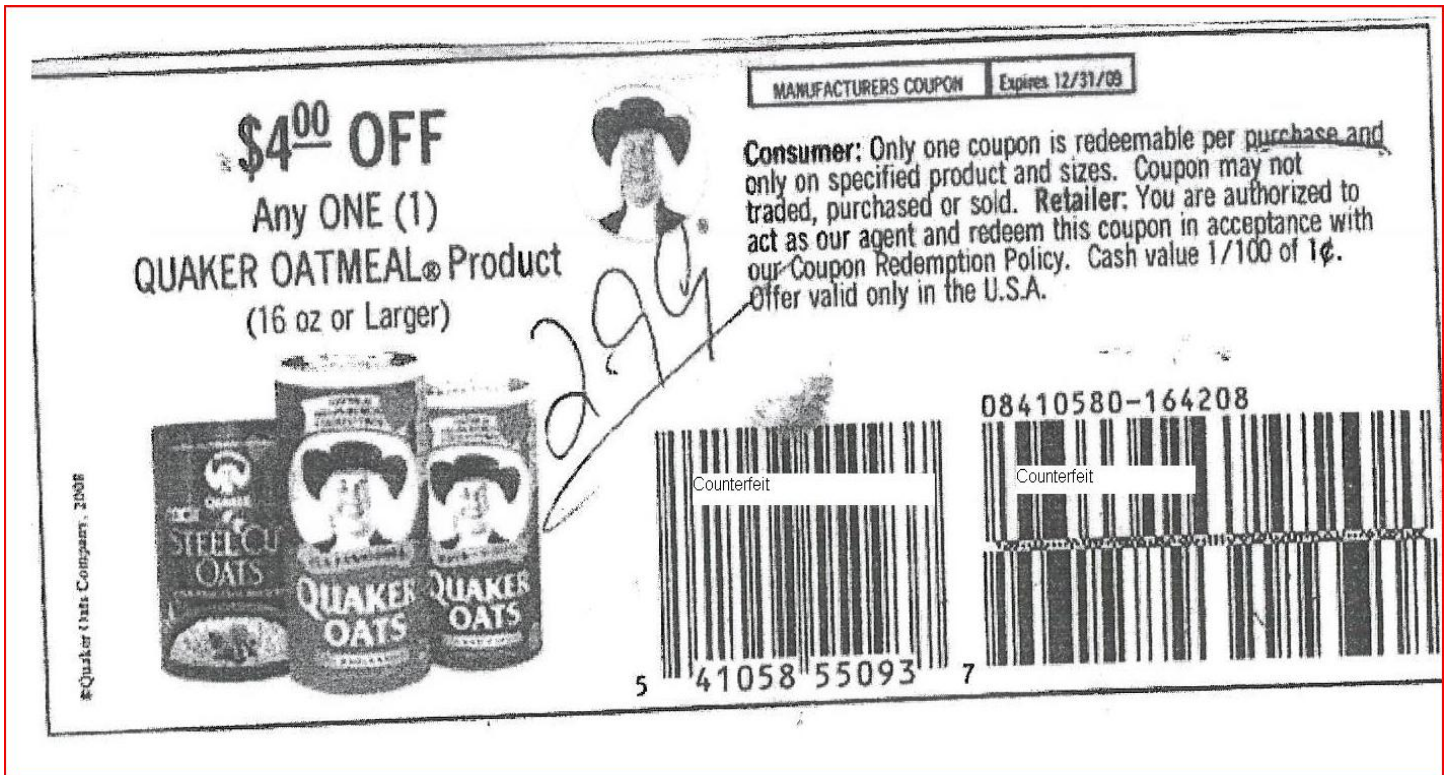 $4.00 OFF
Any ONE (1)
QUAKER OATMEAL® Product
(16 oz or Larger)
MANUFACTURERS COUPON
Expires 12/31/09
Consumer: Only one coupon is redeemable per purchase and
only on specified product and sizes. Coupon may not
traded, purchased or sold. Retailer: You are authorized to
act as our agent and redeem this coupon in acceptance with
our Coupon Redemption Policy. Cash value 1/100 of 1¢.
Offer valid only in the U.S.A.
2.99
STEEL CU
OATS
QUAKER
OATS
QUAKER
OATS
Quaker Oats Company, 2008
Counterfeit
5 41058 55093 7
08410580-164208
Counterfeit